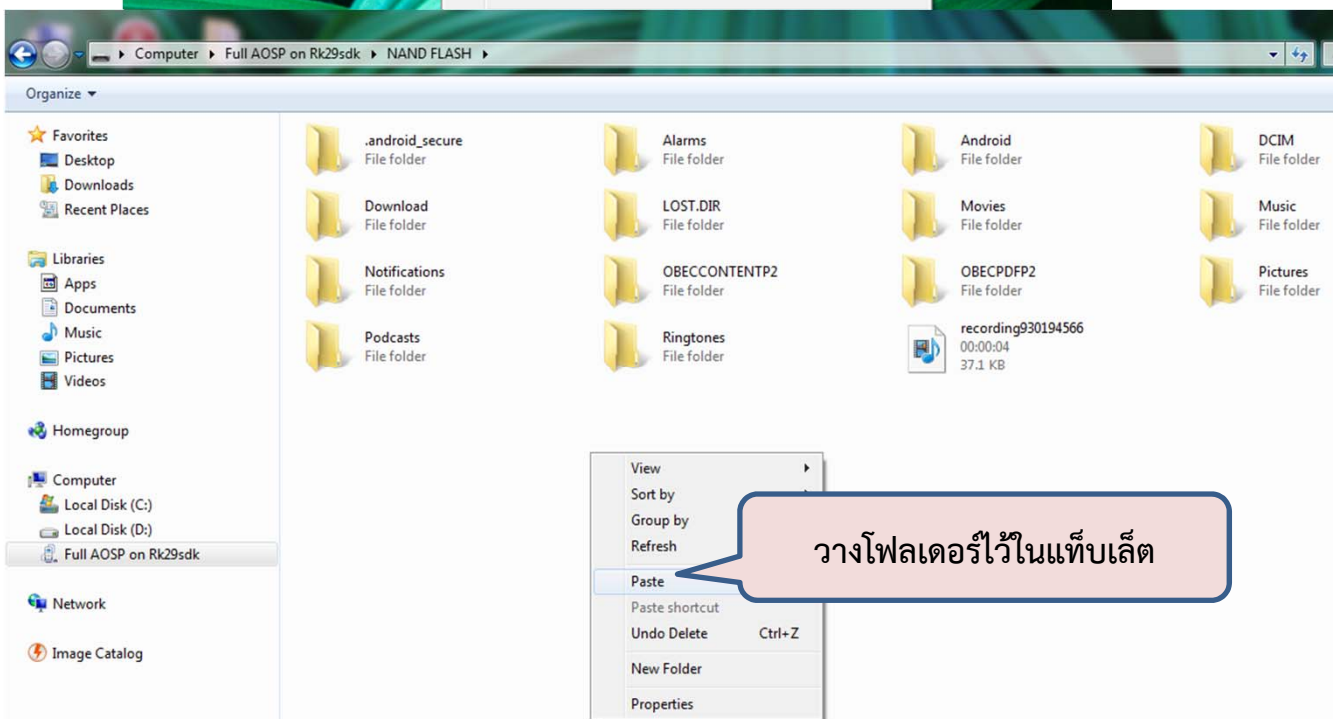 Computer ▸ Full AOSP on Rk29sdk ▸ NAND FLASH ▸
Organize ▾
Favorites
Desktop
Downloads
Recent Places
Libraries
Apps
Documents
Music
Pictures
Videos
Homegroup
Computer
Local Disk (C:)
Local Disk (D:)
Full AOSP on Rk29sdk
Network
Image Catalog
.android_secure
File folder
Alarms
File folder
Android
File folder
DCIM
File folder
Download
File folder
LOST.DIR
File folder
Movies
File folder
Music
File folder
Notifications
File folder
OBECCONTENTP2
File folder
OBECPDFP2
File folder
Pictures
File folder
Podcasts
File folder
Ringtones
File folder
recording930194566
00:00:04
37.1 KB
View
Sort by
Group by
Refresh
Paste
Paste shortcut
Undo Delete Ctrl+Z
New Folder
Properties
วางโฟลเดอร์ไว้ในแท็บเล็ต